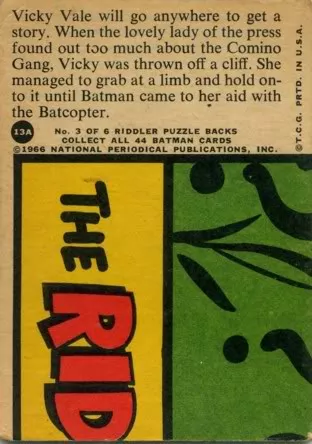 Vicky Vale will go anywhere to get a
story. When the lovely lady of the press
found out too much about the Comino
Gang, Vicky was thrown off a cliff. She
managed to grab at a limb and hold on-
to it until Batman came to her aid with
the Batcopter.
©T.C.G. PRTD. IN U.S.A.
13A
No. 3 OF 6 RIDDLER PUZZLE BACKS
COLLECT ALL 44 BATMAN CARDS
©1966 NATIONAL PERIODICAL PUBLICATIONS, INC.
THE
RID